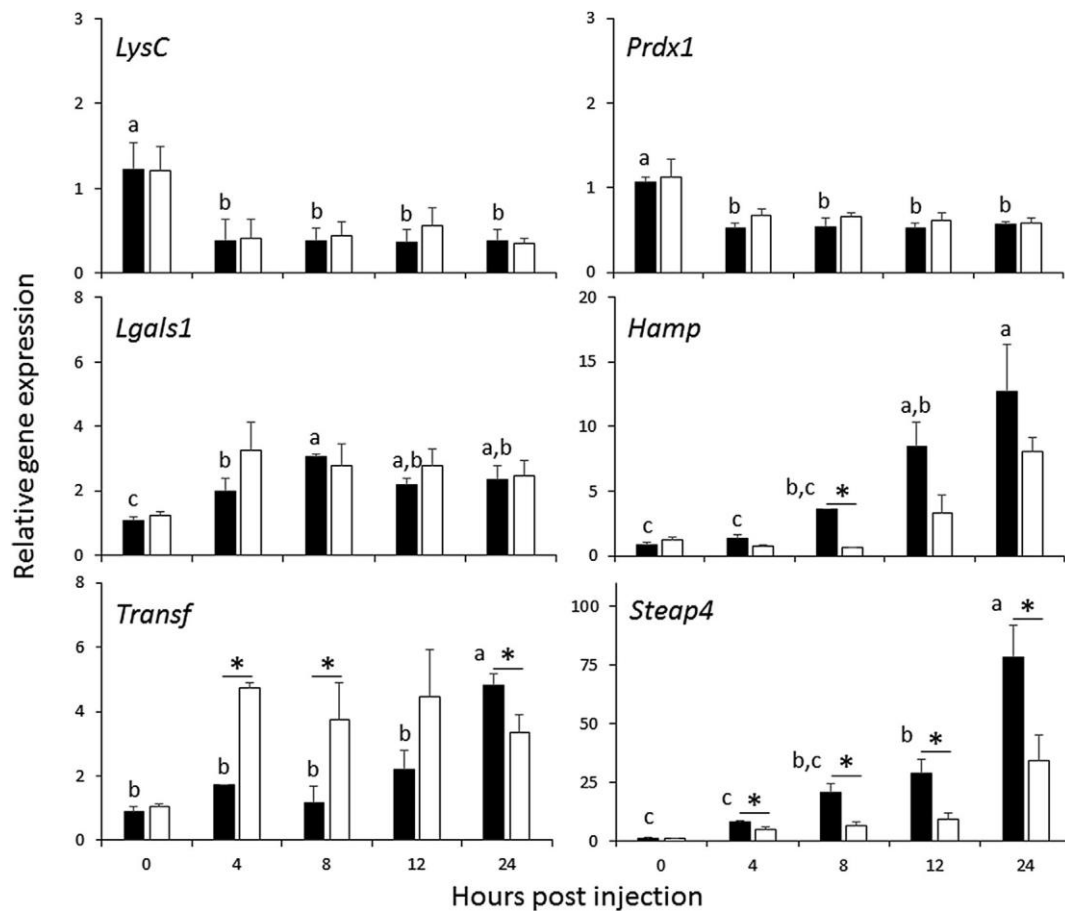 Relative gene expression
LysC
3
2
1
0
a
b
b
b
b
Prdx1
3
2
1
0
a
b
b
b
b
Lgals1
8
6
4
2
0
c
b
a
a,b
a,b
Hamp
20
15
10
5
0
c
c
b,c
*
a,b
a
Transf
8
6
4
2
0
b
b
*
b
*
b
a
*
0 4 8 12 24
Steap4
100
75
50
25
0
c
c
*
b,c
*
b
*
a
*
0 4 8 12 24
Hours post injection